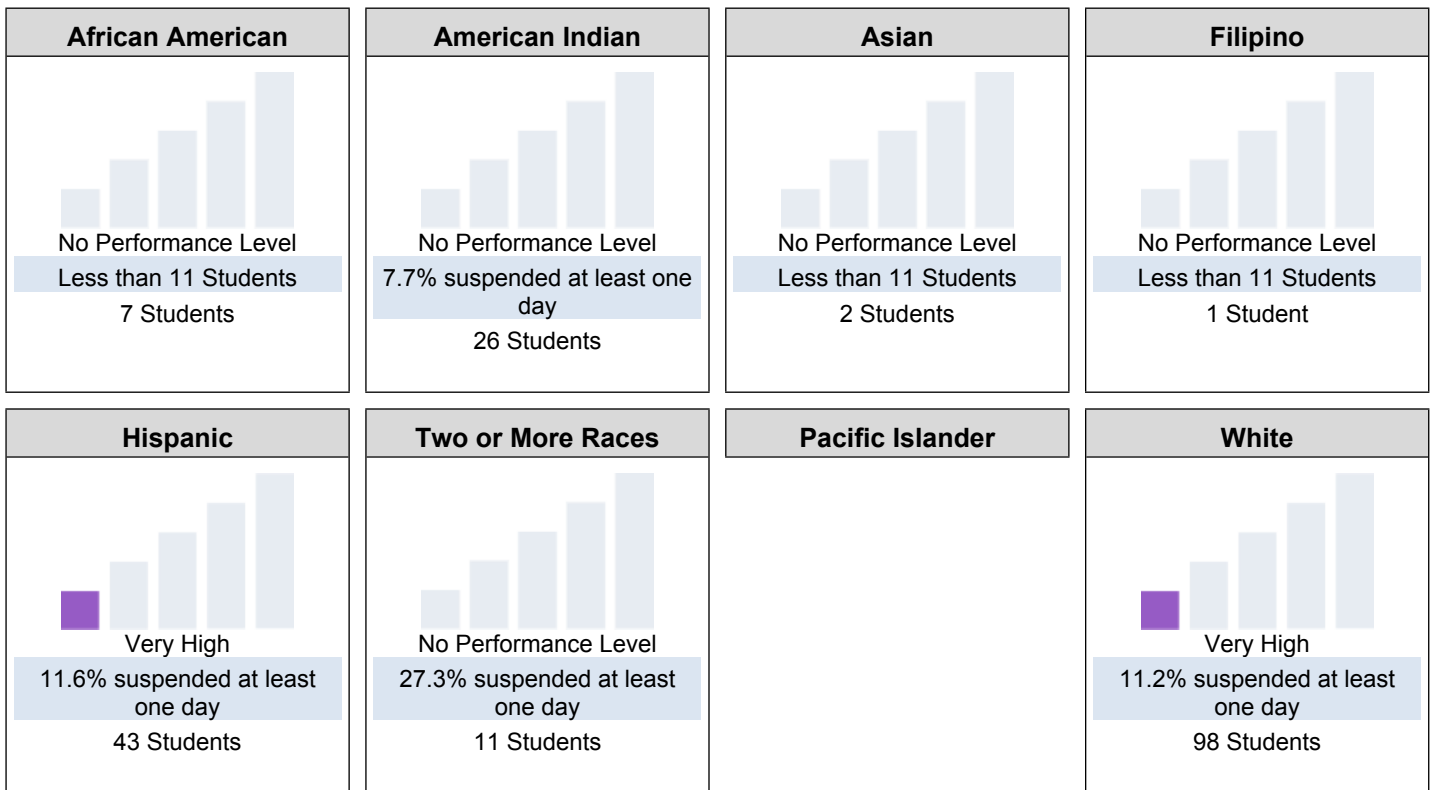 African American
No Performance Level
Less than 11 Students
7 Students
American Indian
No Performance Level
7.7% suspended at least one
day
26 Students
Asian
No Performance Level
Less than 11 Students
2 Students
Filipino
No Performance Level
Less than 11 Students
1 Student
Hispanic
Very High
11.6% suspended at least
one day
43 Students
Two or More Races
No Performance Level
27.3% suspended at least
one day
11 Students
Pacific Islander
White
Very High
11.2% suspended at least
one day
98 Students